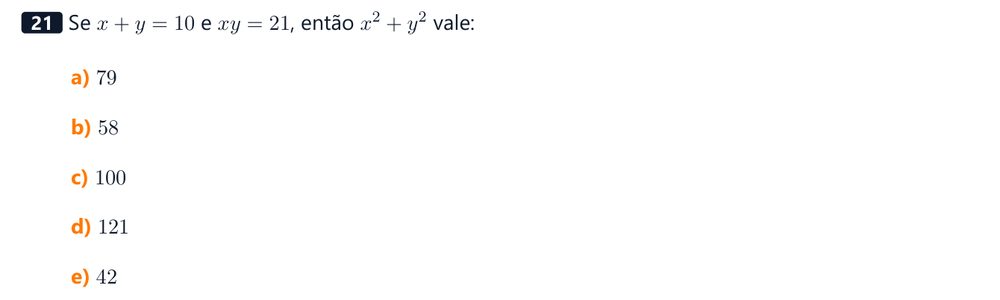 21 Se x + y = 10 e xy = 21, então x² + y² vale:
a) 79
b) 58
c) 100
d) 121
e) 42